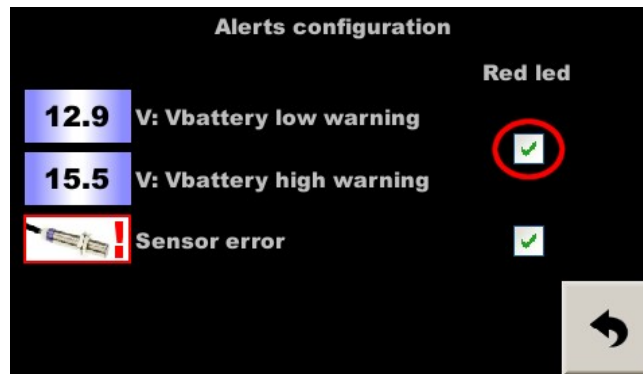 Alerts configuration
Red led
12.9 V: Vbattery low warning
15.5 V: Vbattery high warning
! Sensor error